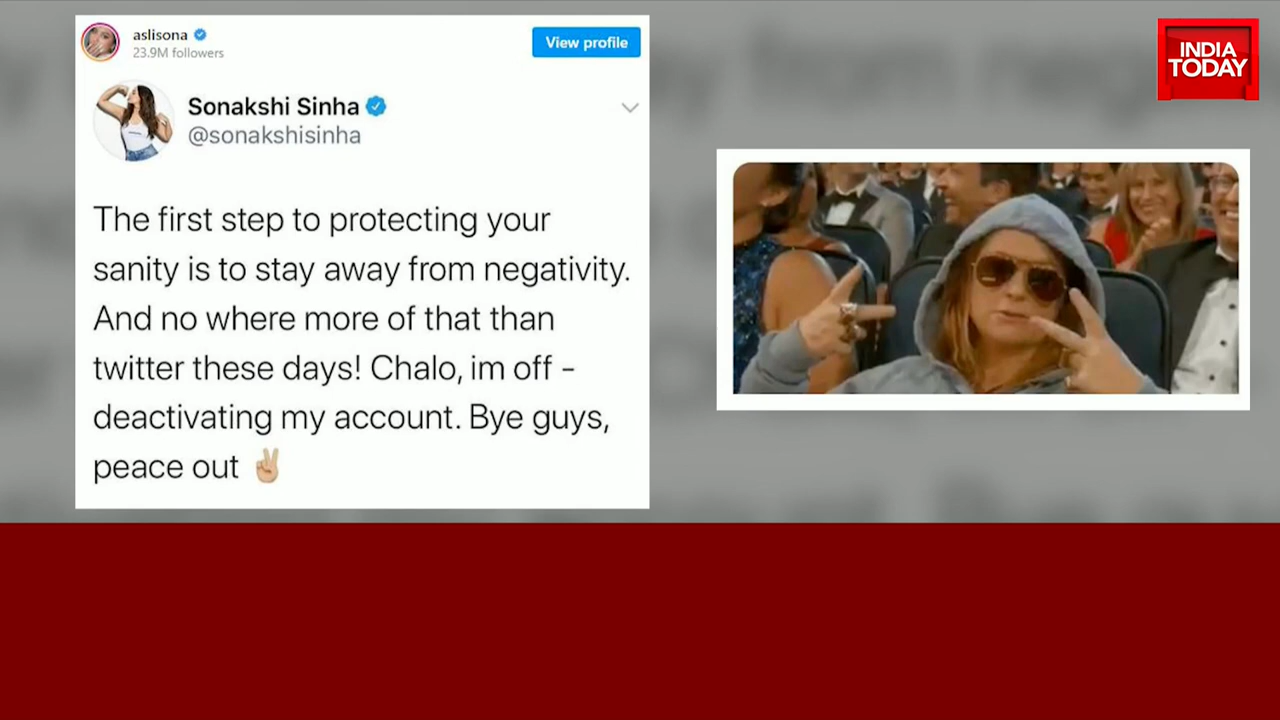 aslisona
23.9M followers
View profile
Sonakshi Sinha
@sonakshisinha
The first step to protecting your
sanity is to stay away from negativity.
And no where more of that than
twitter these days! Chalo, im off -
deactivating my account. Bye guys,
peace out ✌🏼
INDIA
TODAY